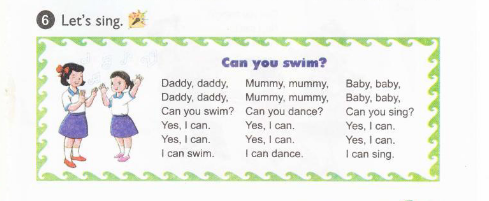 6 Let's sing.
Can you swim?
Daddy, daddy,
Daddy, daddy,
Can you swim?
Yes, I can.
Yes, I can.
I can swim.
Mummy, mummy,
Mummy, mummy,
Can you dance?
Yes, I can.
Yes, I can.
I can dance.
Baby, baby,
Baby, baby,
Can you sing?
Yes, I can.
Yes, I can.
I can sing.